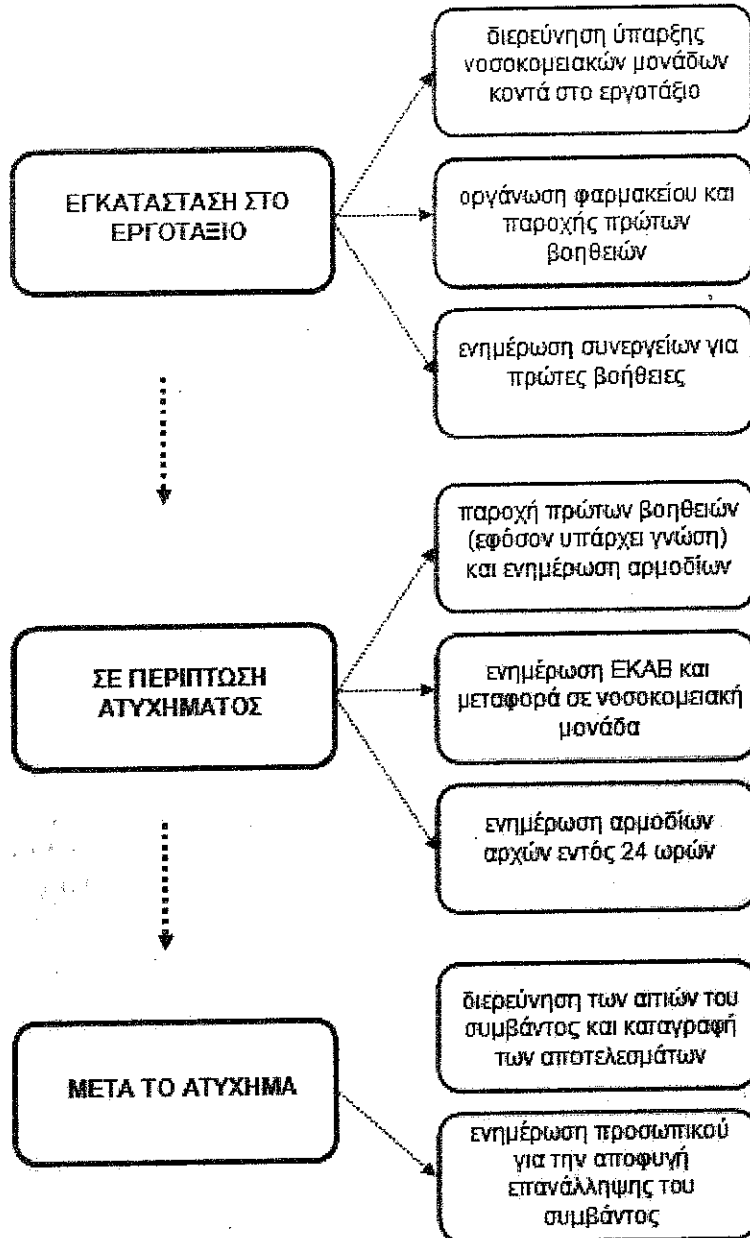 διερεύνηση ύπαρξης
νοσοκομειακών μονάδων
κοντά στο εργοτάξιο
ΕΓΚΑΤΑΣΤΑΣΗ ΣΤΟ
ΕΡΓΟΤΑΞΙΟ
οργάνωση φαρμακείου και
παροχής πρώτων
βοηθειών
ενημέρωση συνεργείων για
πρώτες βοήθειες
παροχή πρώτων βοηθειών
(εφόσον υπάρχει γνώση)
και ενημέρωση αρμοδίων
ΣΕ ΠΕΡΙΠΤΩΣΗ
ΑΤΥΧΗΜΑΤΟΣ
ενημέρωση ΕΚΑΒ και
μεταφορά σε νοσοκομειακή
μονάδα
ενημέρωση αρμοδίων
αρχών εντός 24 ωρών
διερεύνηση των αιτιών του
συμβάντος και καταγραφή
των αποτελεσμάτων
ΜΕΤΑ ΤΟ ΑΤΥΧΗΜΑ
ενημέρωση προσωπικού
για την αποφυγή
επανάλληψης του
συμβάντος